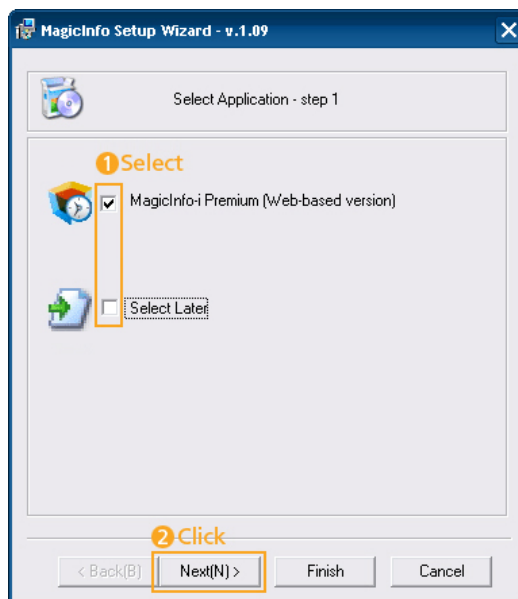 MagicInfo Setup Wizard - v.1.09
Select Application - step 1
1 Select
MagicInfo-i Premium (Web-based version)
Select Later
2 Click
< Back(B)
Next(N) >
Finish
Cancel